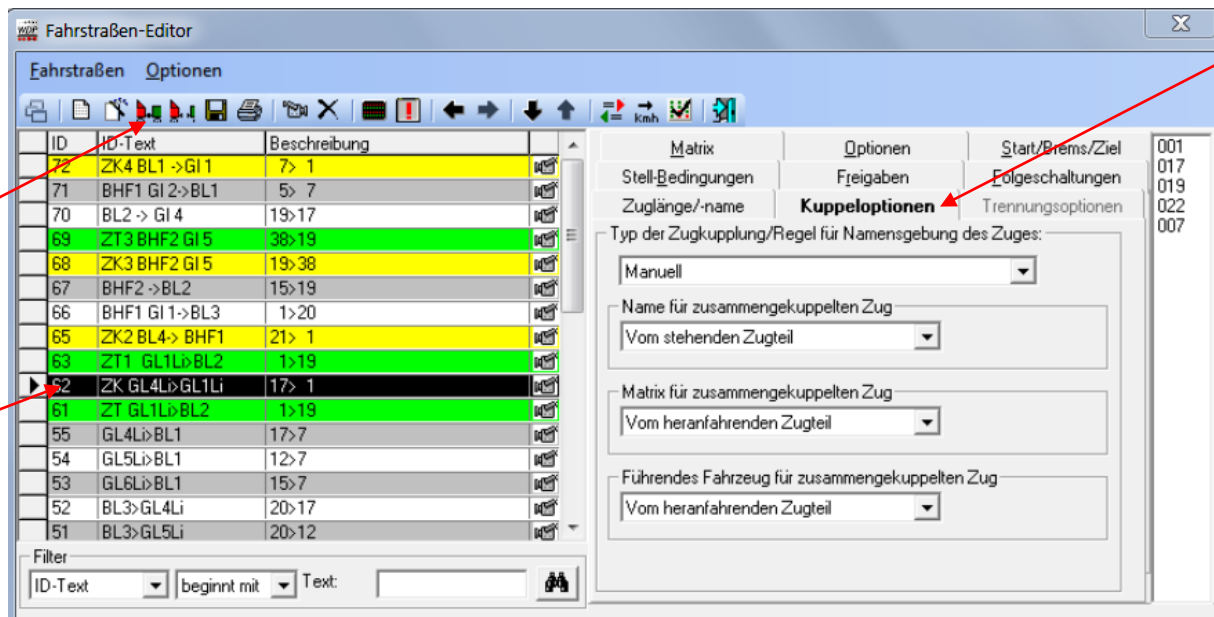 WDP Fahrstraßen-Editor
Fahrstraßen Optionen
kmh
ID ID-Text Beschreibung
72 ZK4 BL1 ->Gl 1 7> 1
71 BHF1 Gl 2->BL1 5> 7
70 BL2 -> Gl 4 19>17
69 ZT3 BHF2 Gl 5 38>19
68 ZK3 BHF2 Gl 5 19>38
67 BHF2 ->BL2 15>19
66 BHF1 Gl 1->BL3 1>20
65 ZK2 BL4-> BHF1 21> 1
63 ZT1 GL1Li>BL2 1>19
62 ZK GL4Li>GL1Li 17> 1
61 ZT GL1Li>BL2 1>19
55 GL4Li>BL1 17>7
54 GL5Li>BL1 12>7
53 GL6Li>BL1 15>7
52 BL3>GL4Li 20>17
51 BL3>GL5Li 20>12
Filter
ID-Text beginnt mit Text:
Matrix Optionen Start/Brems/Ziel
Stell-Bedingungen Freigaben Folgeschaltungen
Zuglänge/-name Kuppeloptionen Trennungsoptionen
Typ der Zugkupplung/Regel für Namensgebung des Zuges:
Manuell
Name für zusammengekuppelten Zug
Vom stehenden Zugteil
Matrix für zusammengekuppelten Zug
Vom heranfahrenden Zugteil
Führendes Fahrzeug für zusammengekuppelten Zug
Vom heranfahrenden Zugteil
001
017
019
022
007